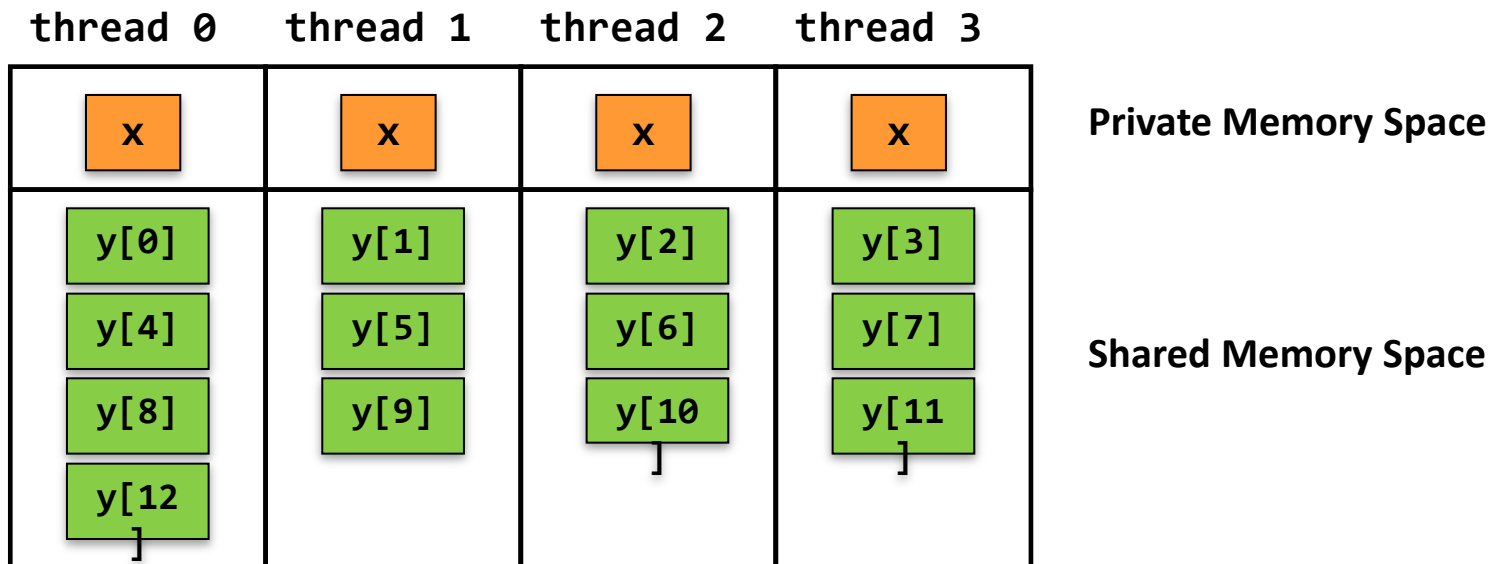 thread 0 thread 1 thread 2 thread 3
x x x x Private Memory Space
y[0] y[1] y[2] y[3]
y[4] y[5] y[6] y[7]
Shared Memory Space
y[8] y[9] y[10 y[11
] ]
y[12
]